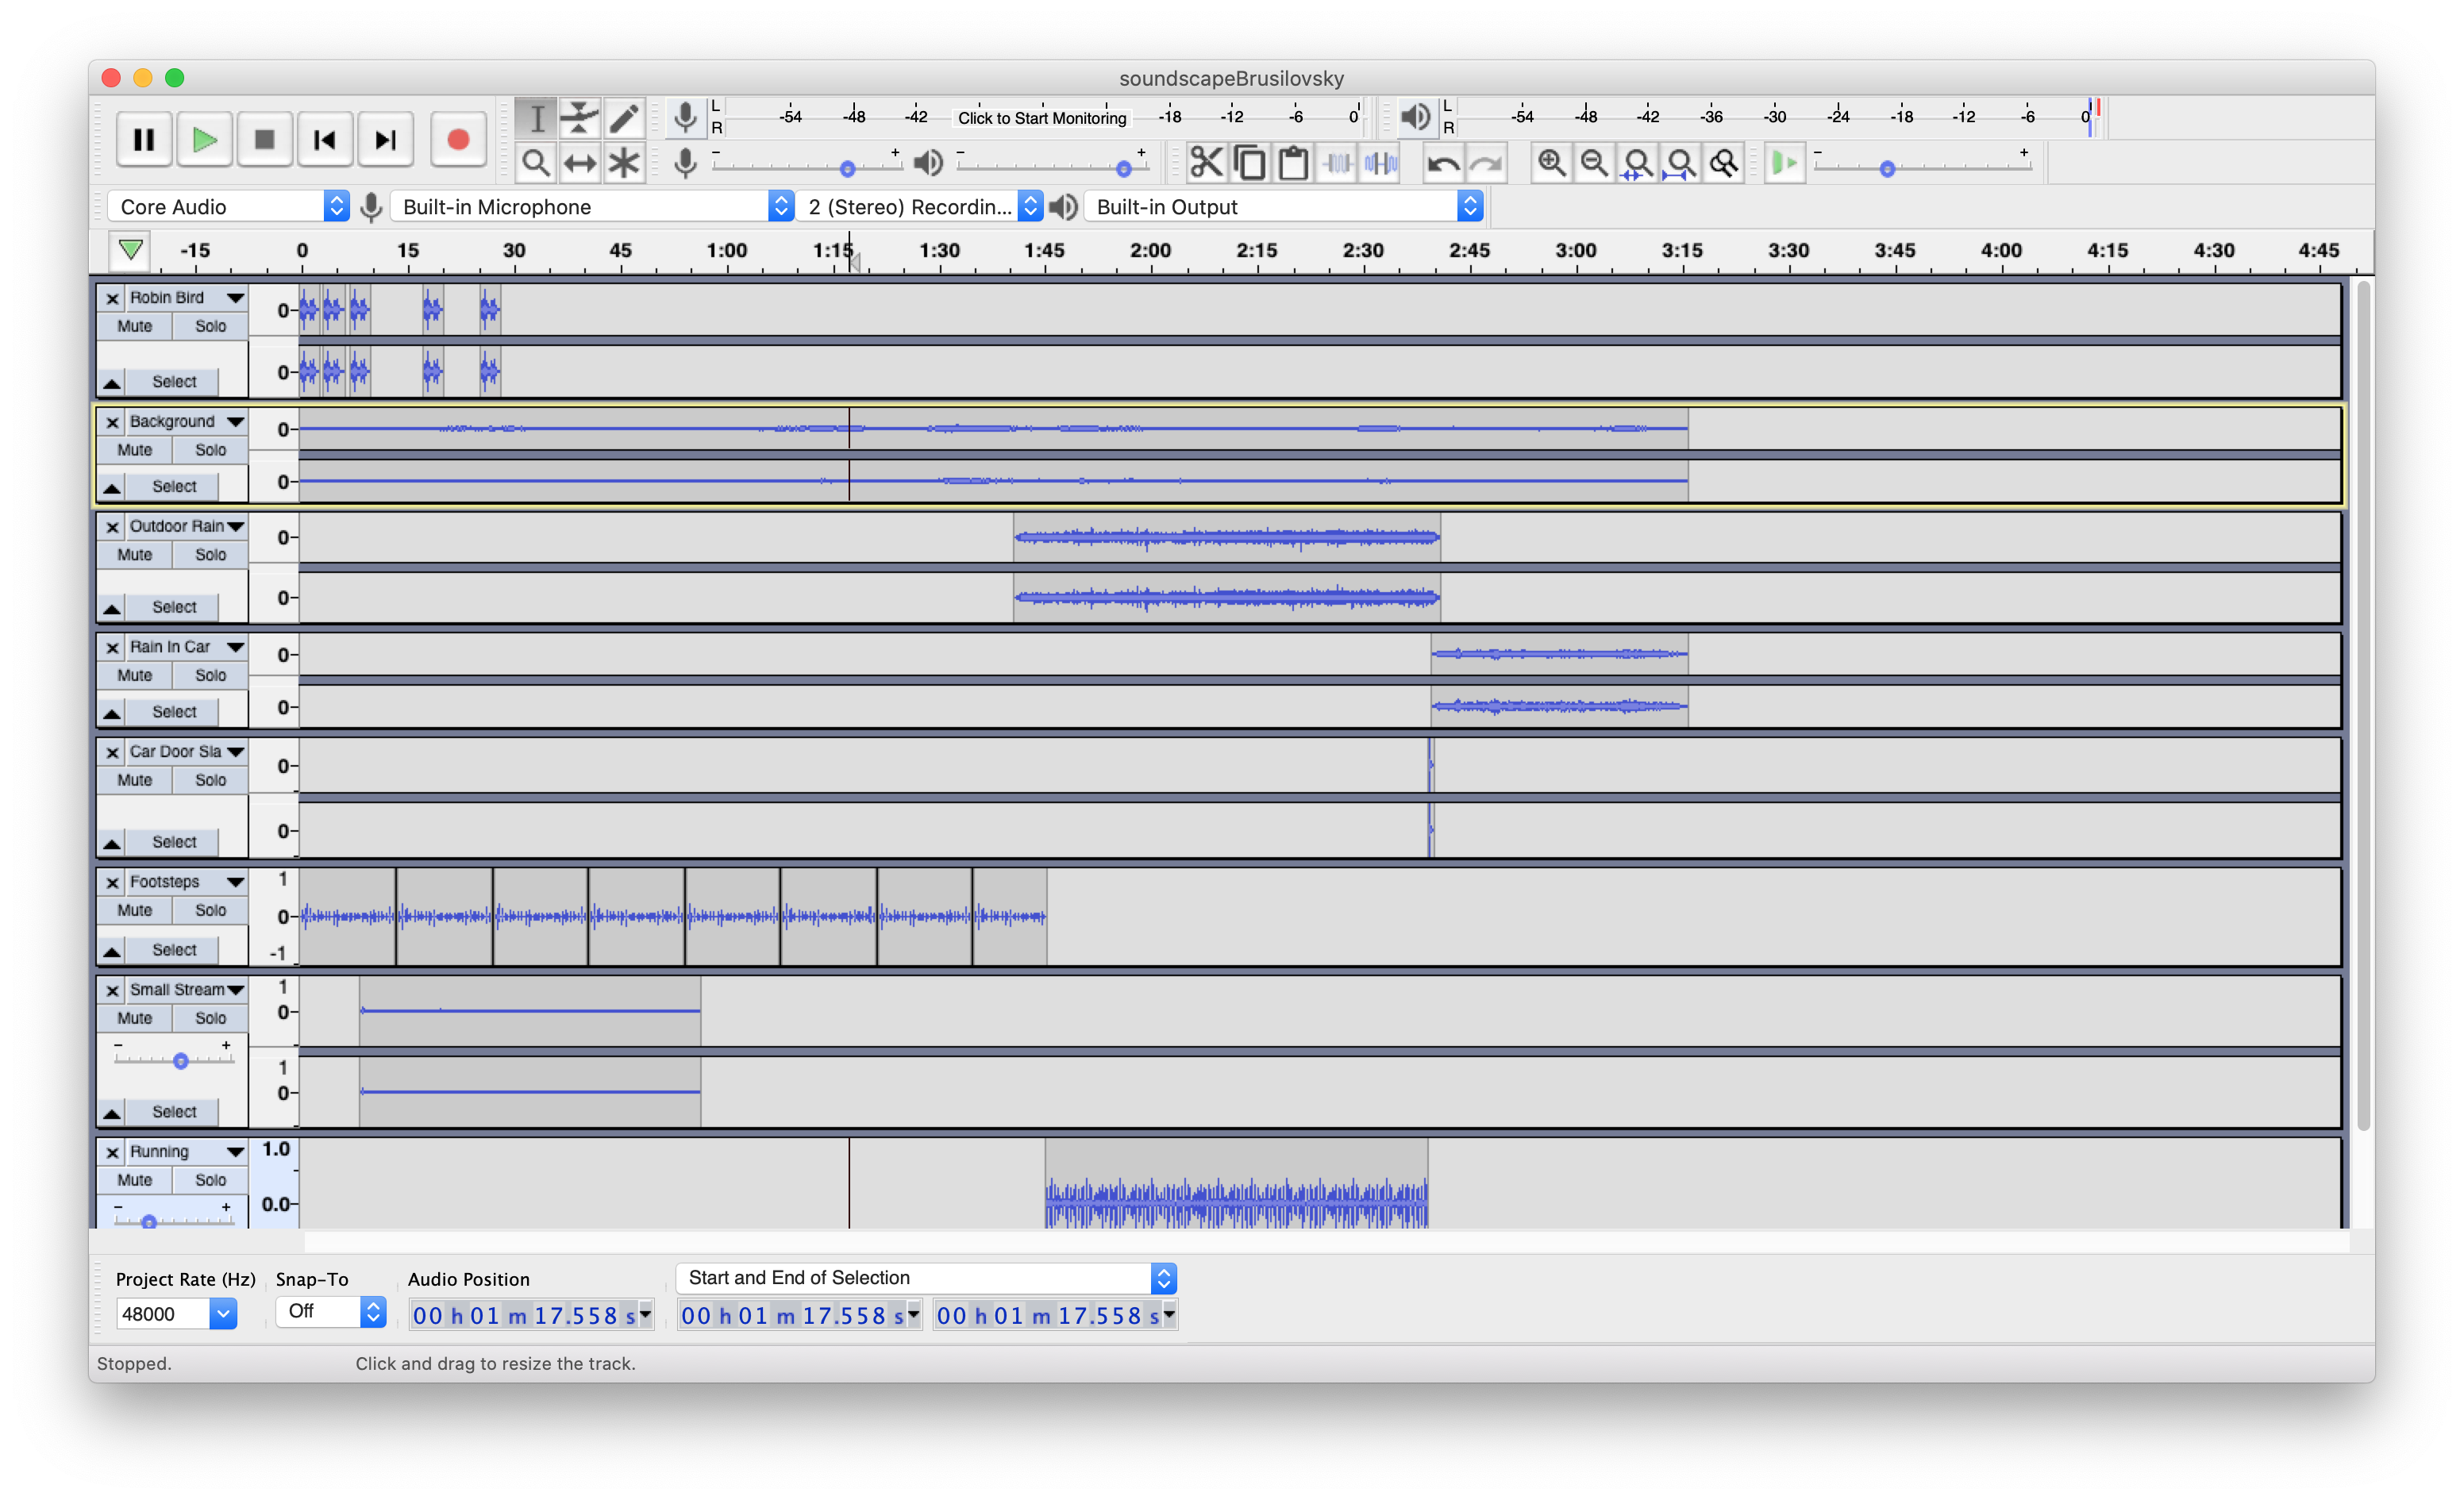 soundscapeBrusilovsky
L
R
-54 -48 -42 Click to Start Monitoring -18 -12 -6 0
L
R
-54 -48 -42 -36 -30 -24 -18 -12 -6 0
- + - + - +
Core Audio Built-in Microphone 2 (Stereo) Recordin... Built-in Output
-15 0 15 30 45 1:00 1:15 1:30 1:45 2:00 2:15 2:30 2:45 3:00 3:15 3:30 3:45 4:00 4:15 4:30 4:45
Robin Bird
Mute Solo
0
Select
0
Background
Mute Solo
0
Select
0
Outdoor Rain
Mute Solo
0
Select
0
Rain In Car
Mute Solo
0
Select
0
Car Door Sla
Mute Solo
0
Select
0
Footsteps
Mute Solo
Select
1
0
-1
Small Stream
Mute Solo
- +
Select
1
0
1
0
Running
Mute Solo
- +
1.0
0.0
Project Rate (Hz) Snap-To Audio Position Start and End of Selection
48000 Off 00 h 01 m 17.558 s 00 h 01 m 17.558 s 00 h 01 m 17.558 s
Stopped. Click and drag to resize the track.